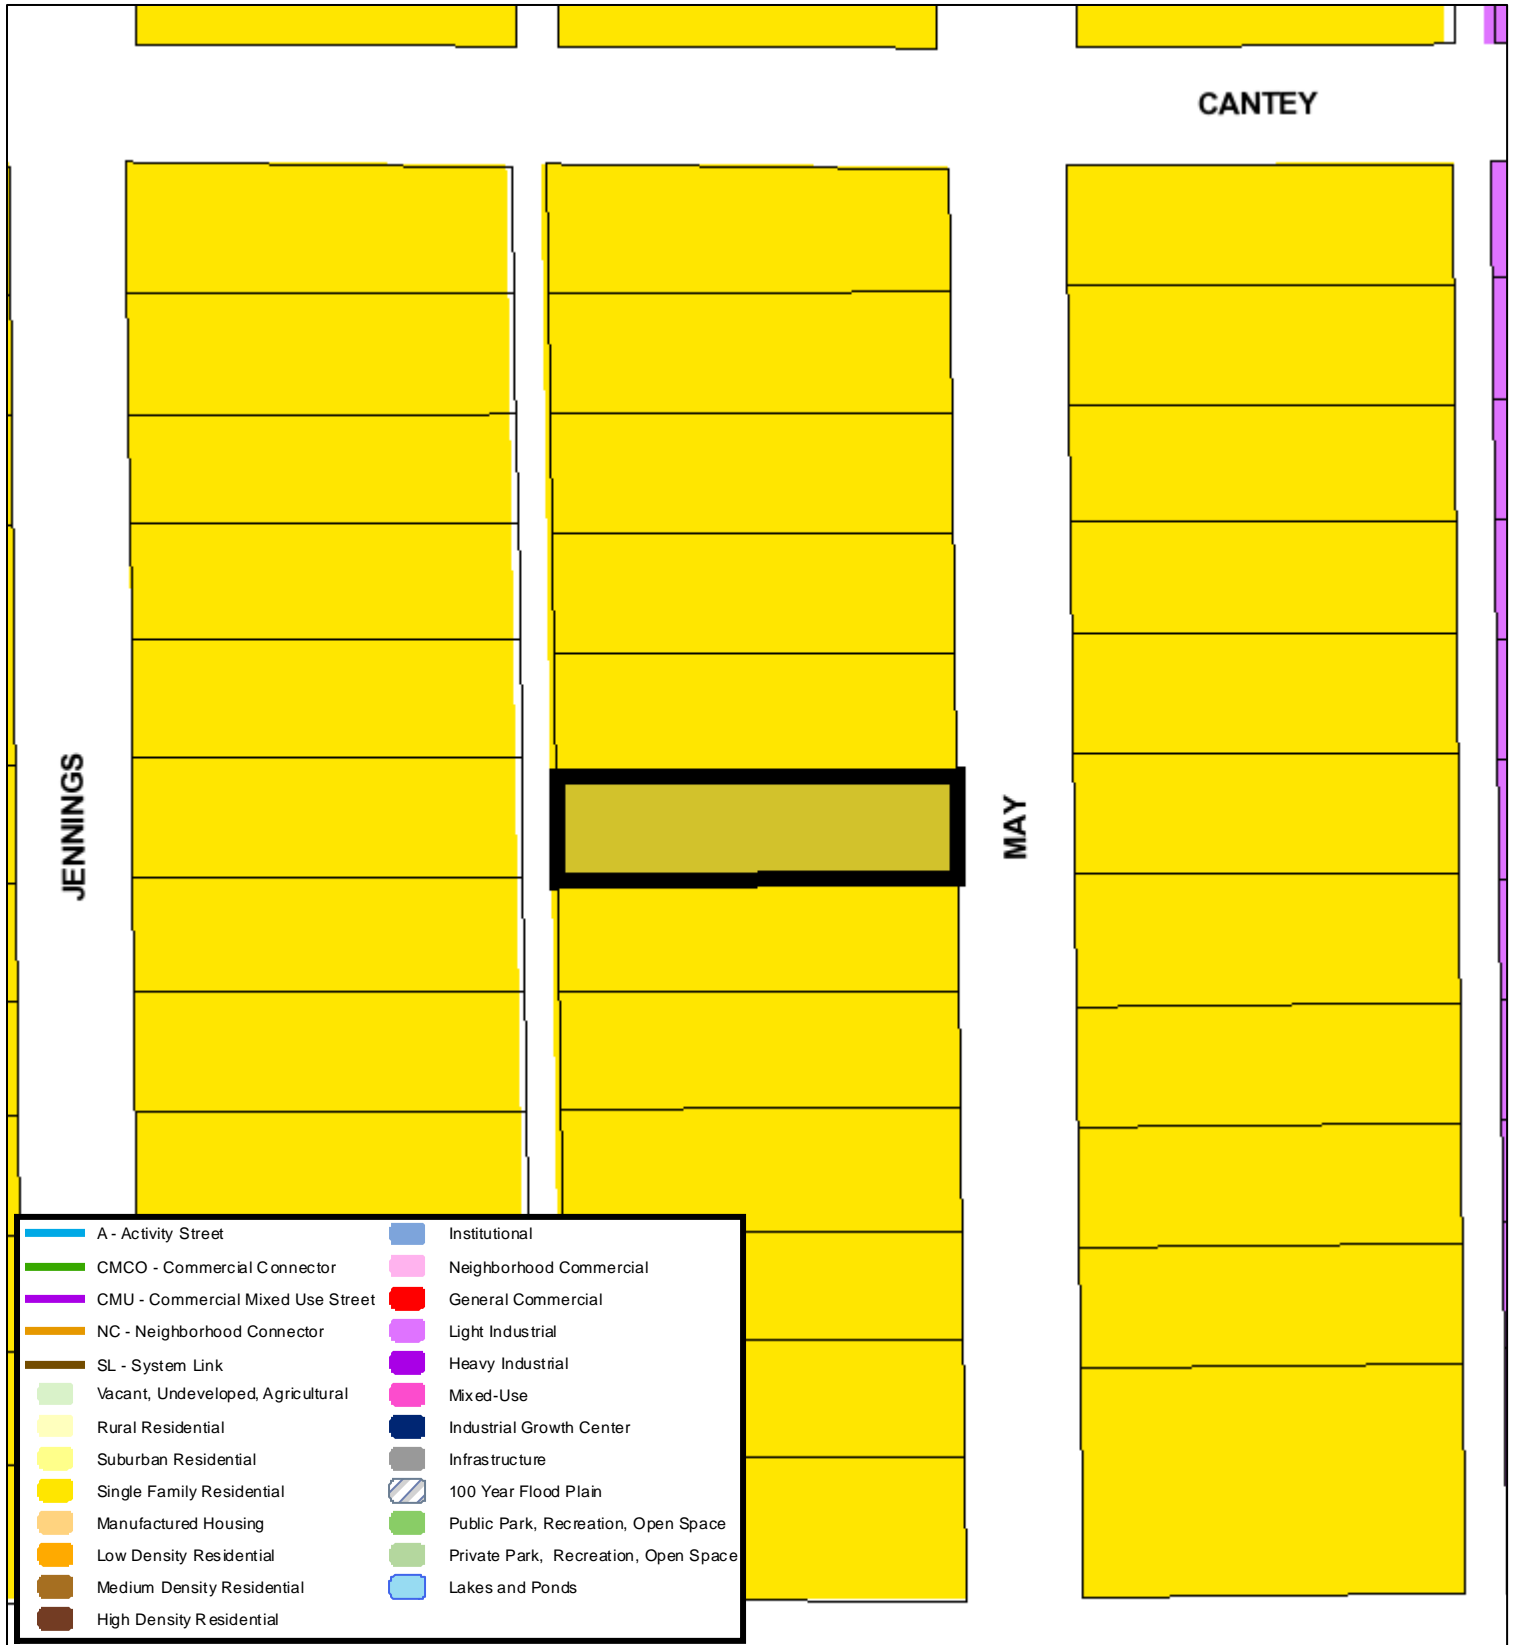 CANTEY
JENNINGS
MAY
A - Activity Street
CMCO - Commercial Connector
CMU - Commercial Mixed Use Street
NC - Neighborhood Connector
SL - System Link
Vacant, Undeveloped, Agricultural
Rural Residential
Suburban Residential
Single Family Residential
Manufactured Housing
Low Density Residential
Medium Density Residential
High Density Residential
Institutional
Neighborhood Commercial
General Commercial
Light Industrial
Heavy Industrial
Mixed-Use
Industrial Growth Center
Infrastructure
100 Year Flood Plain
Public Park, Recreation, Open Space
Private Park, Recreation, Open Space
Lakes and Ponds